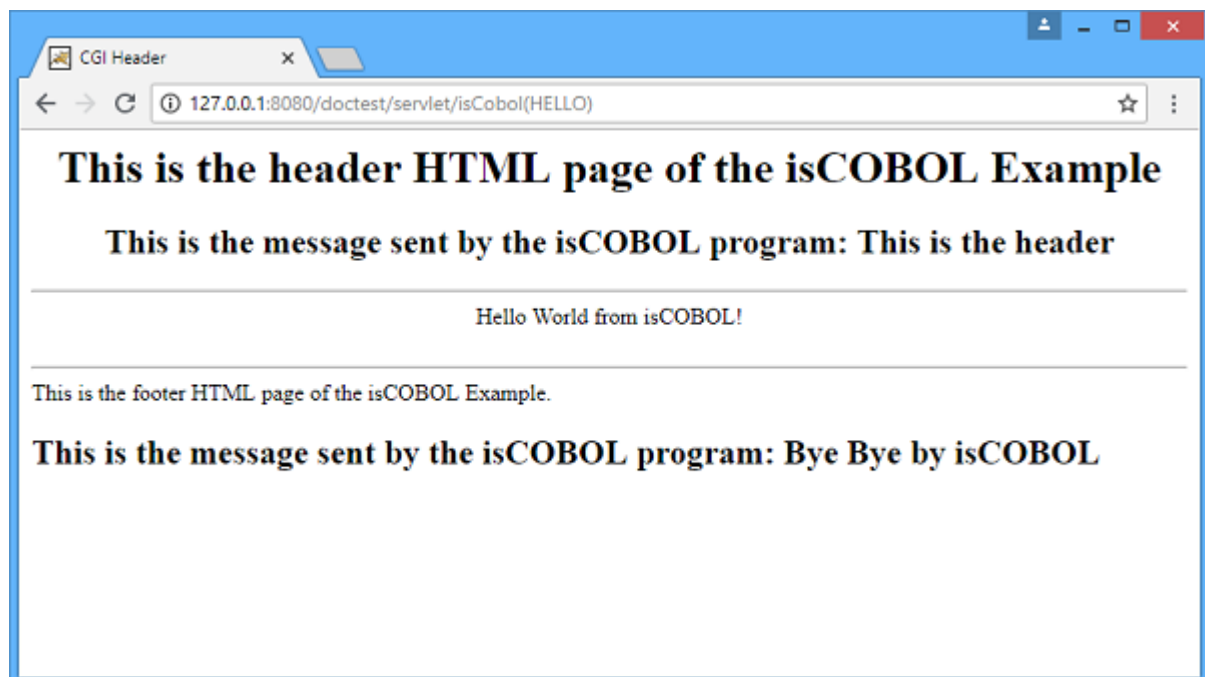 CGI Header
127.0.0.1:8080/doctest/servlet/isCobol(HELLO)
This is the header HTML page of the isCOBOL Example
This is the message sent by the isCOBOL program: This is the header
Hello World from isCOBOL!
This is the footer HTML page of the isCOBOL Example.
This is the message sent by the isCOBOL program: Bye Bye by isCOBOL